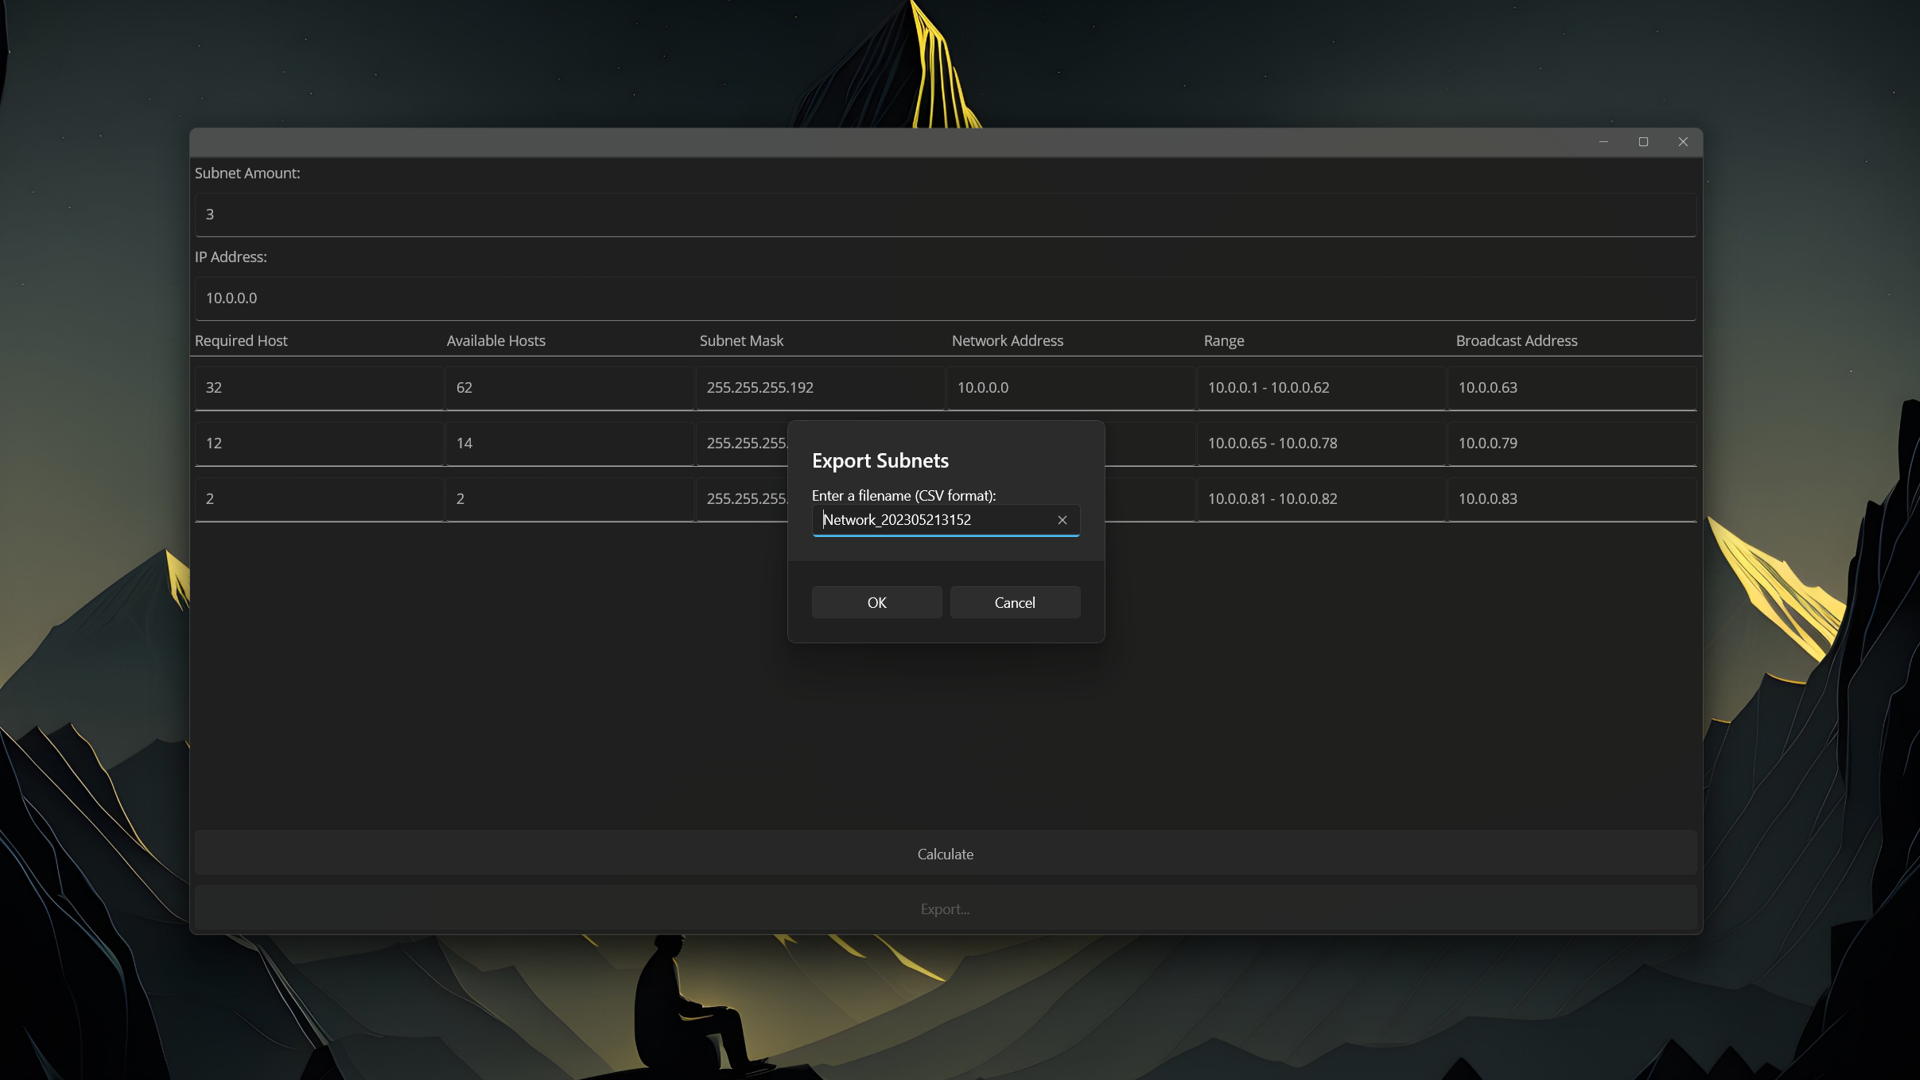 Subnet Amount:
3
IP Address:
10.0.0.0
Required Host Available Hosts Subnet Mask Network Address Range Broadcast Address
32 62 255.255.255.192 10.0.0.0 10.0.0.1 - 10.0.0.62 10.0.0.63
12 14 255.255.255. 10.0.0.65 - 10.0.0.78 10.0.0.79
2 2 255.255.255. 10.0.0.81 - 10.0.0.82 10.0.0.83
Export Subnets
Enter a filename (CSV format):
Network_202305213152
OK Cancel
Calculate
Export...